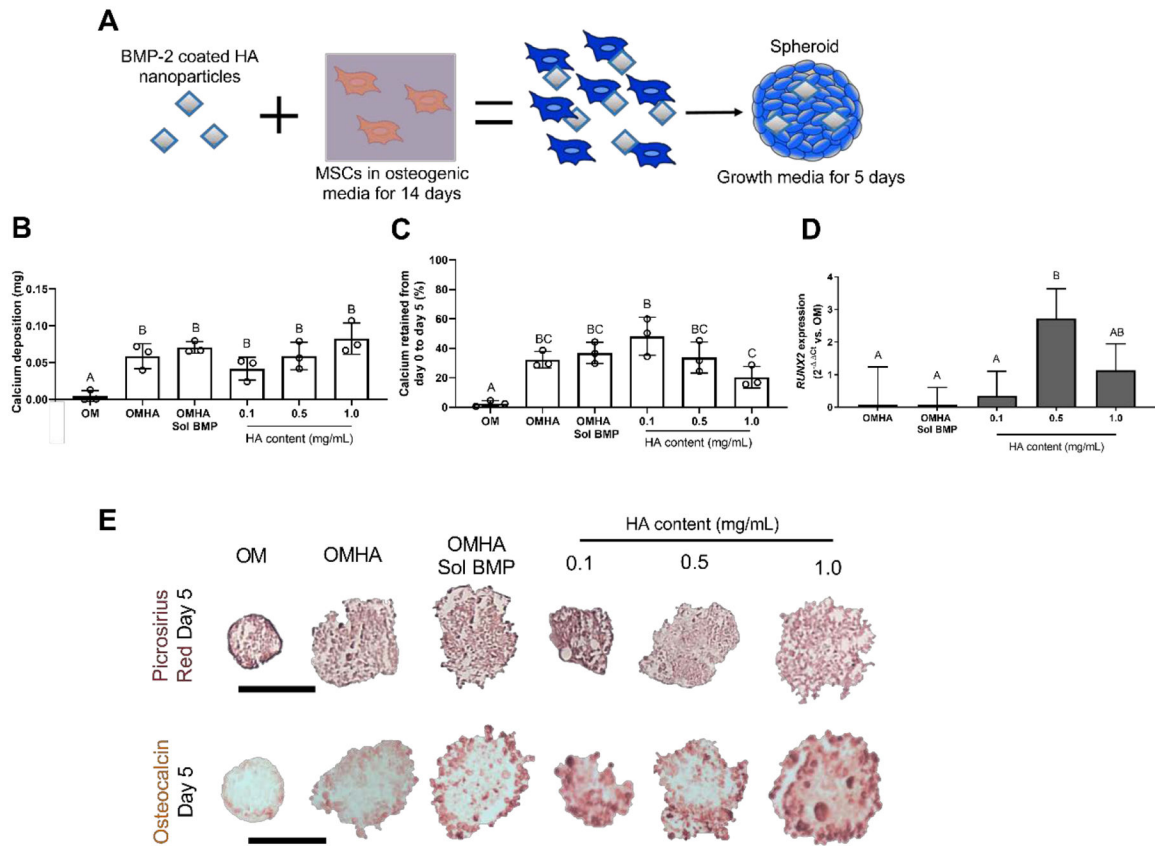 A
BMP-2 coated HA
nanoparticles
MSCs in osteogenic
media for 14 days
Spheroid
Growth media for 5 days
B
Calcium deposition (mg)
0.15
0.10
0.05
0.00
A
B
B
B
B
B
OM
OMHA
OMHA
Sol BMP
0.1
0.5
1.0
HA content (mg/mL)
C
Calcium retained from
day 0 to day 5 (%)
100
80
60
40
20
0
A
BC
BC
B
BC
C
OM
OMHA
OMHA
Sol BMP
0.1
0.5
1.0
HA content (mg/mL)
D
RUNX2 expression
(2^-ΔΔCt vs. OM)
4
3
2
1
0
A
A
A
B
AB
OMHA
OMHA
Sol BMP
0.1
0.5
1.0
HA content (mg/mL)
E
OM
OMHA
OMHA
Sol BMP
HA content (mg/mL)
0.1
0.5
1.0
Picrosirius
Red Day 5
Osteocalcin
Day 5